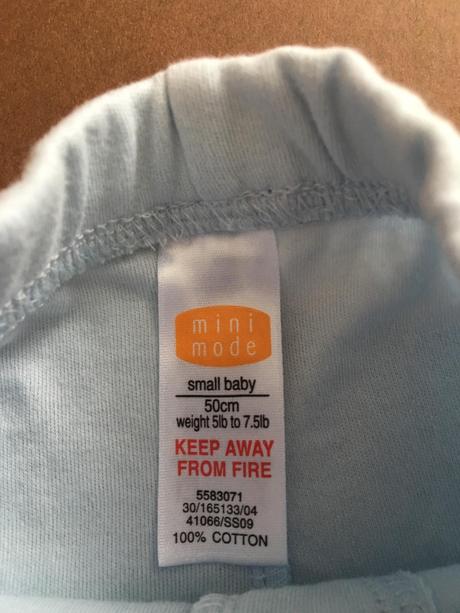 mini
mode
small baby
50cm
weight 5lb to 7.5lb
KEEP AWAY
FROM FIRE
5583071
30/165133/04
41066/SS09
100% COTTON